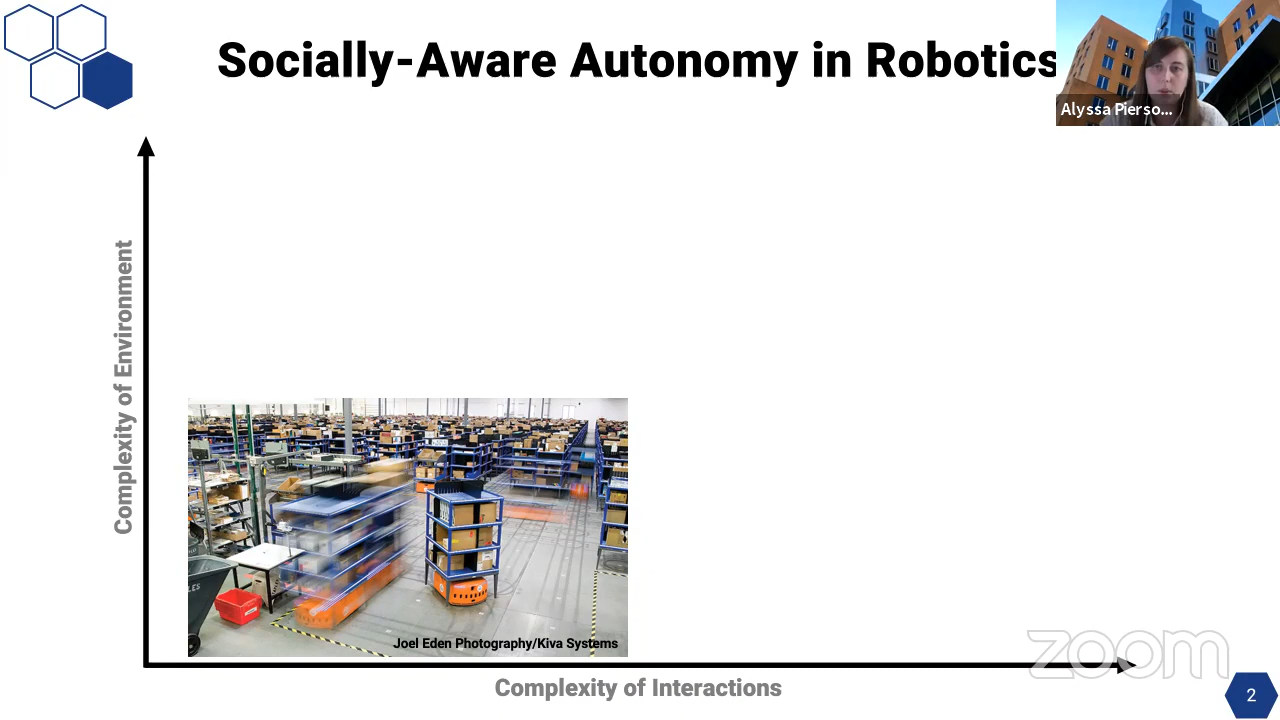 Socially-Aware Autonomy in Robotics
Alyssa Pierso...
Complexity of Environment
Joel Eden Photography/Kiva Systems
zoom
Complexity of Interactions
2